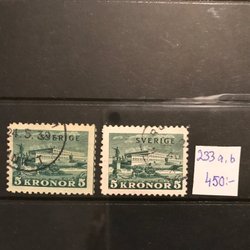 SVERIGE
5 KRONOR 5
SVERIGE
5 KRONOR 5
233 a, b
450:-